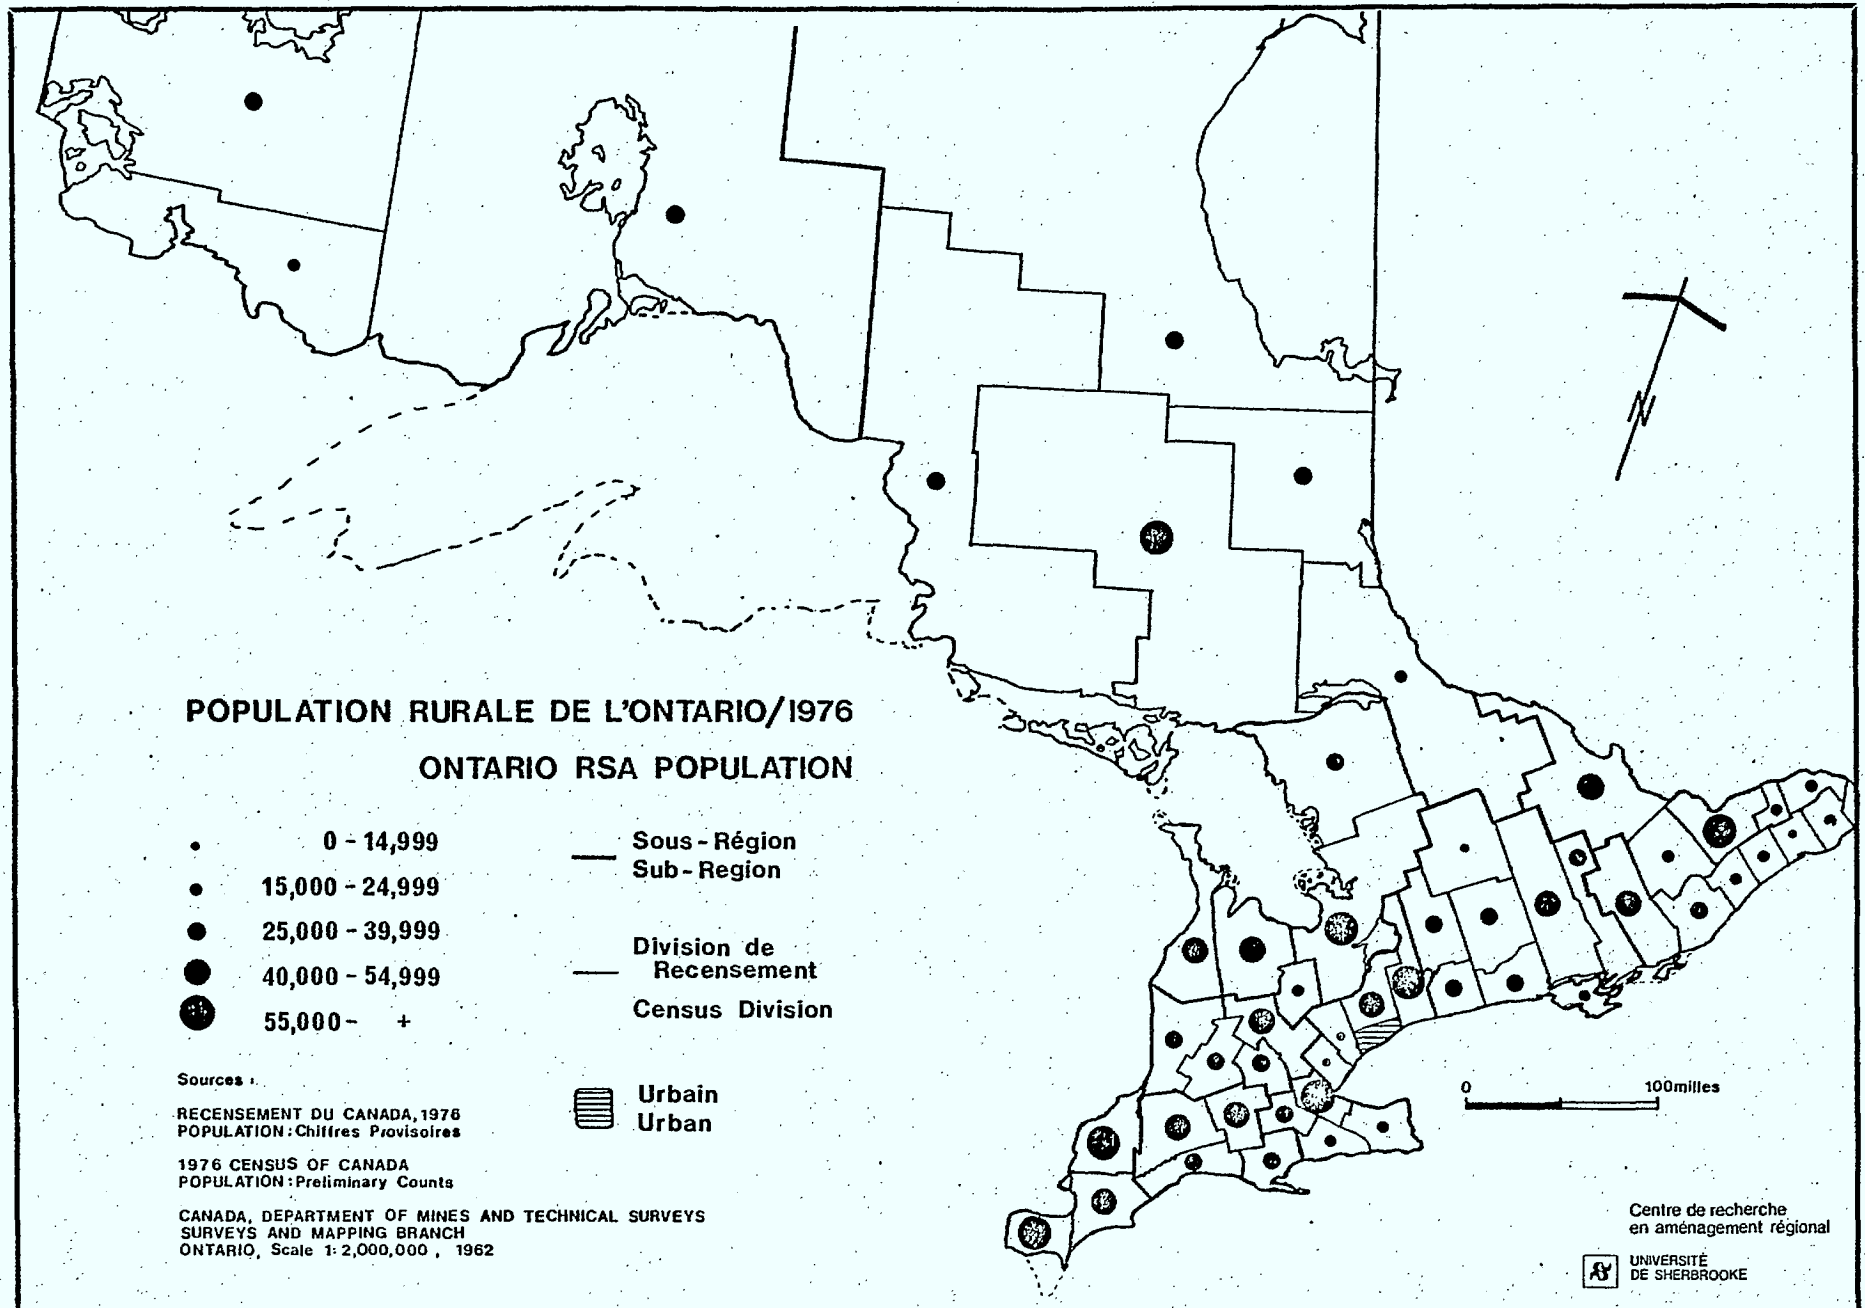 POPULATION RURALE DE L'ONTARIO/1976
ONTARIO RSA POPULATION
0 - 14,999
15,000 - 24,999
25,000 - 39,999
40,000 - 54,999
55,000 - +
Sous - Région
Sub - Region
Division de
Recensement
Census Division
Urbain
Urban
Sources :
RECENSEMENT DU CANADA, 1976
POPULATION : Chiffres Provisoires
1976 CENSUS OF CANADA
POPULATION : Preliminary Counts
CANADA, DEPARTMENT OF MINES AND TECHNICAL SURVEYS
SURVEYS AND MAPPING BRANCH
ONTARIO, Scale 1: 2,000,000 , 1962
N
0 100milles
Centre de recherche
en aménagement régional
UNIVERSITÉ
DE SHERBROOKE